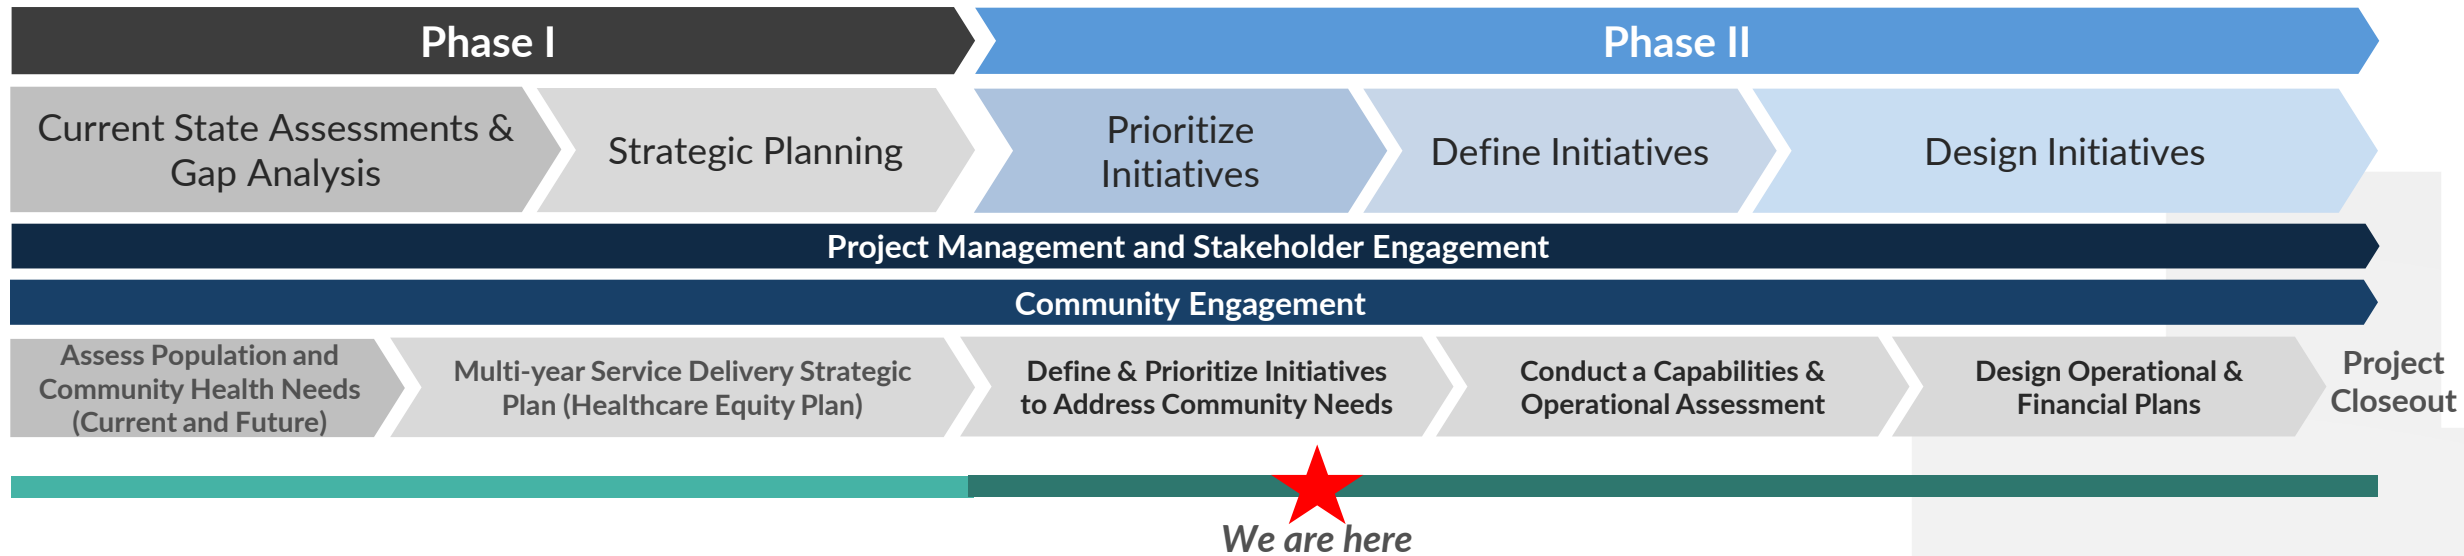 Phase I
Phase II
Current State Assessments &
Gap Analysis
Strategic Planning
Prioritize
Initiatives
Define Initiatives
Design Initiatives
Project Management and Stakeholder Engagement
Community Engagement
Assess Population and
Community Health Needs
(Current and Future)
Multi-year Service Delivery Strategic
Plan (Healthcare Equity Plan)
Define & Prioritize Initiatives
to Address Community Needs
Conduct a Capabilities &
Operational Assessment
Design Operational &
Financial Plans
Project
Closeout
We are here